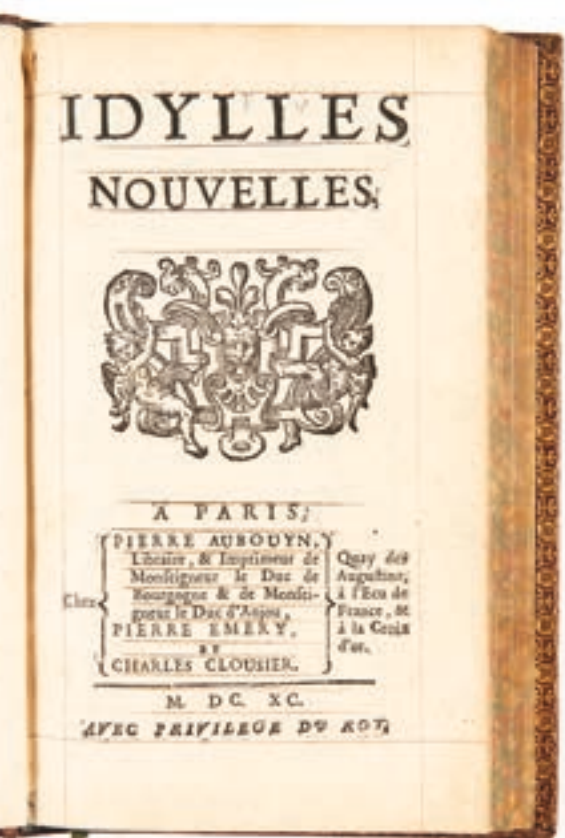 IDYLLES
NOUVELLES.
A PARIS,
Chez
PIERRE AUBOUYN,
Libraire, & Imprimeur de
Monseigneur le Duc de
Bourgogne & de Monsei-
gneur le Duc d'Anjou,
PIERRE EMERY,
ET
CHARLES CLOUSIER.
Quay des
Augustins,
à l'Ecu de
France, &
à la Croix
d'or.
M. DC. XC.
AVEC PRIVILEGE DU ROY.